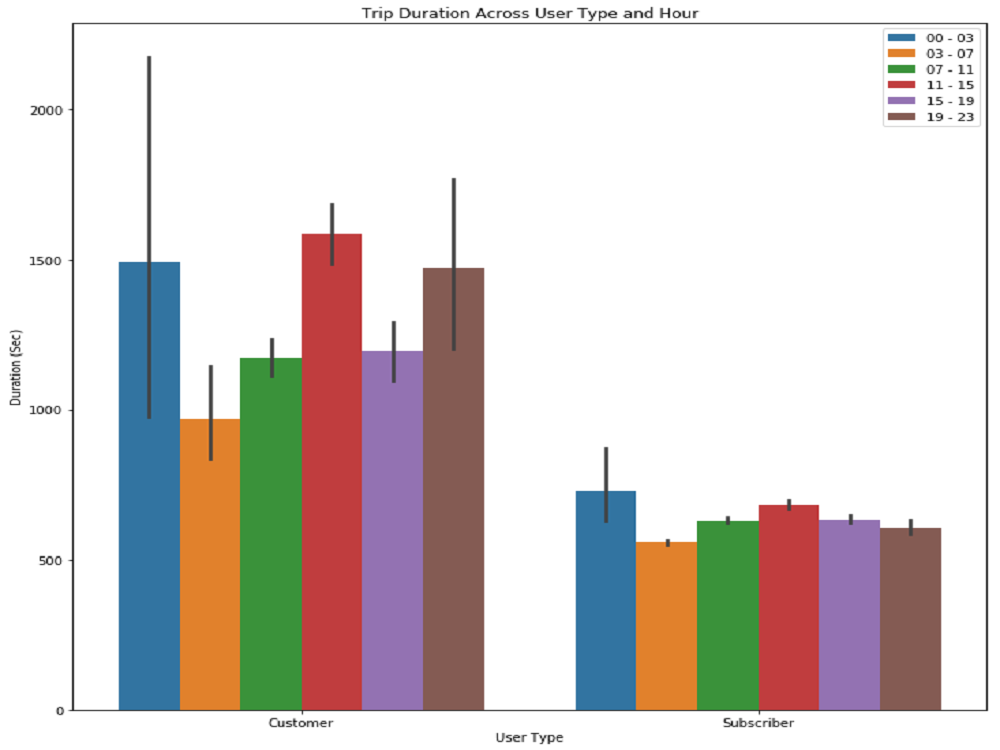 Trip Duration Across User Type and Hour
00 - 03
03 - 07
07 - 11
11 - 15
15 - 19
19 - 23
2000
1500
1000
500
0
Duration (Sec)
Customer
Subscriber
User Type